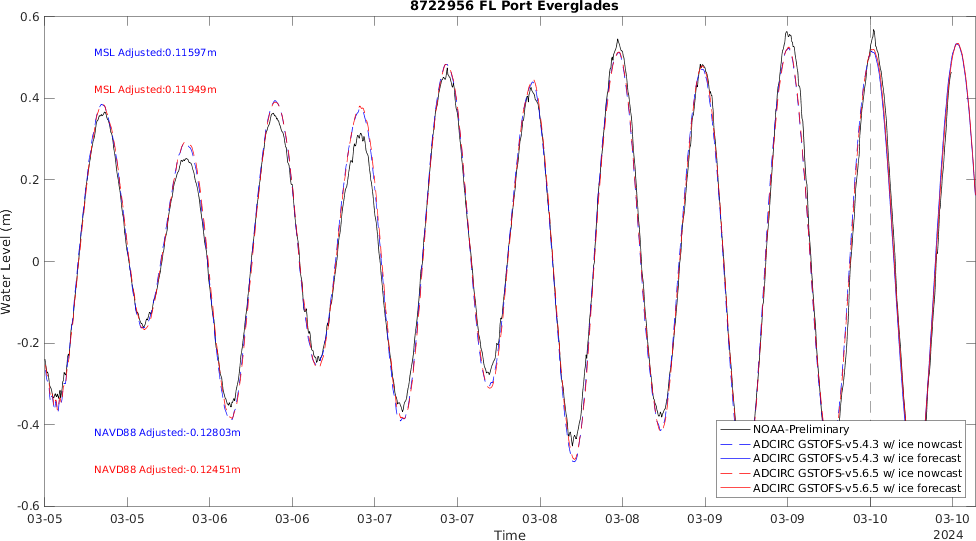 8722956 FL Port Everglades
0.6
MSL Adjusted:0.11597m
MSL Adjusted:0.11949m
0.4
0.2
0
-0.2
-0.4
-0.6
Water Level (m)
NAVD88 Adjusted:-0.12803m
NAVD88 Adjusted:-0.12451m
NOAA-Preliminary
ADCIRC GSTOFS-v5.4.3 w/ ice nowcast
ADCIRC GSTOFS-v5.4.3 w/ ice forecast
ADCIRC GSTOFS-v5.6.5 w/ ice nowcast
ADCIRC GSTOFS-v5.6.5 w/ ice forecast
03-05 03-05 03-06 03-06 03-07 03-07 03-08 03-08 03-09 03-09 03-10 03-10
Time
2024